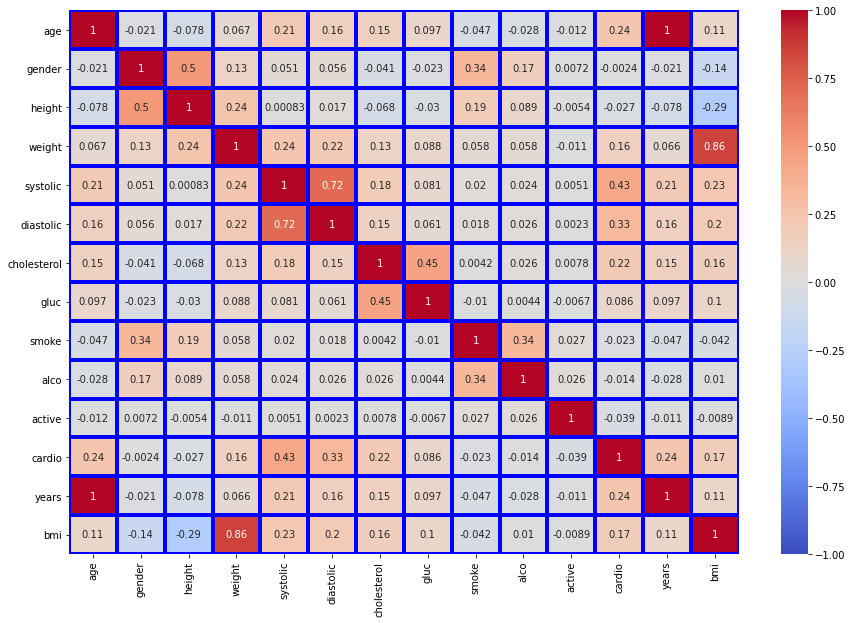 age 1 -0.021 -0.078 0.067 0.21 0.16 0.15 0.097 -0.047 -0.028 -0.012 0.24 1 0.11
gender -0.021 1 0.5 0.13 0.051 0.056 -0.041 -0.023 0.34 0.17 0.0072 -0.0024 -0.021 -0.14
height -0.078 0.5 1 0.24 0.00083 0.017 -0.068 -0.03 0.19 0.089 -0.0054 -0.027 -0.078 -0.29
weight 0.067 0.13 0.24 1 0.24 0.22 0.13 0.088 0.058 0.058 -0.011 0.16 0.066 0.86
systolic 0.21 0.051 0.00083 0.24 1 0.72 0.18 0.081 0.02 0.024 0.0051 0.43 0.21 0.23
diastolic 0.16 0.056 0.017 0.22 0.72 1 0.15 0.061 0.018 0.026 0.0023 0.33 0.16 0.2
cholesterol 0.15 -0.041 -0.068 0.13 0.18 0.15 1 0.45 0.0042 0.026 0.0078 0.22 0.15 0.16
gluc 0.097 -0.023 -0.03 0.088 0.081 0.061 0.45 1 -0.01 0.0044 -0.0067 0.086 0.097 0.1
smoke -0.047 0.34 0.19 0.058 0.02 0.018 0.0042 -0.01 1 0.34 0.027 -0.023 -0.047 -0.042
alco -0.028 0.17 0.089 0.058 0.024 0.026 0.026 0.0044 0.34 1 0.026 -0.014 -0.028 0.01
active -0.012 0.0072 -0.0054 -0.011 0.0051 0.0023 0.0078 -0.0067 0.027 0.026 1 -0.039 -0.011 -0.0089
cardio 0.24 -0.0024 -0.027 0.16 0.43 0.33 0.22 0.086 -0.023 -0.014 -0.039 1 0.24 0.17
years 1 -0.021 -0.078 0.066 0.21 0.16 0.15 0.097 -0.047 -0.028 -0.011 0.24 1 0.11
bmi 0.11 -0.14 -0.29 0.86 0.23 0.2 0.16 0.1 -0.042 0.01 -0.0089 0.17 0.11 1
age gender height weight systolic diastolic cholesterol gluc smoke alco active cardio years bmi
1.00
0.75
0.50
0.25
0.00
−0.25
−0.50
−0.75
−1.00